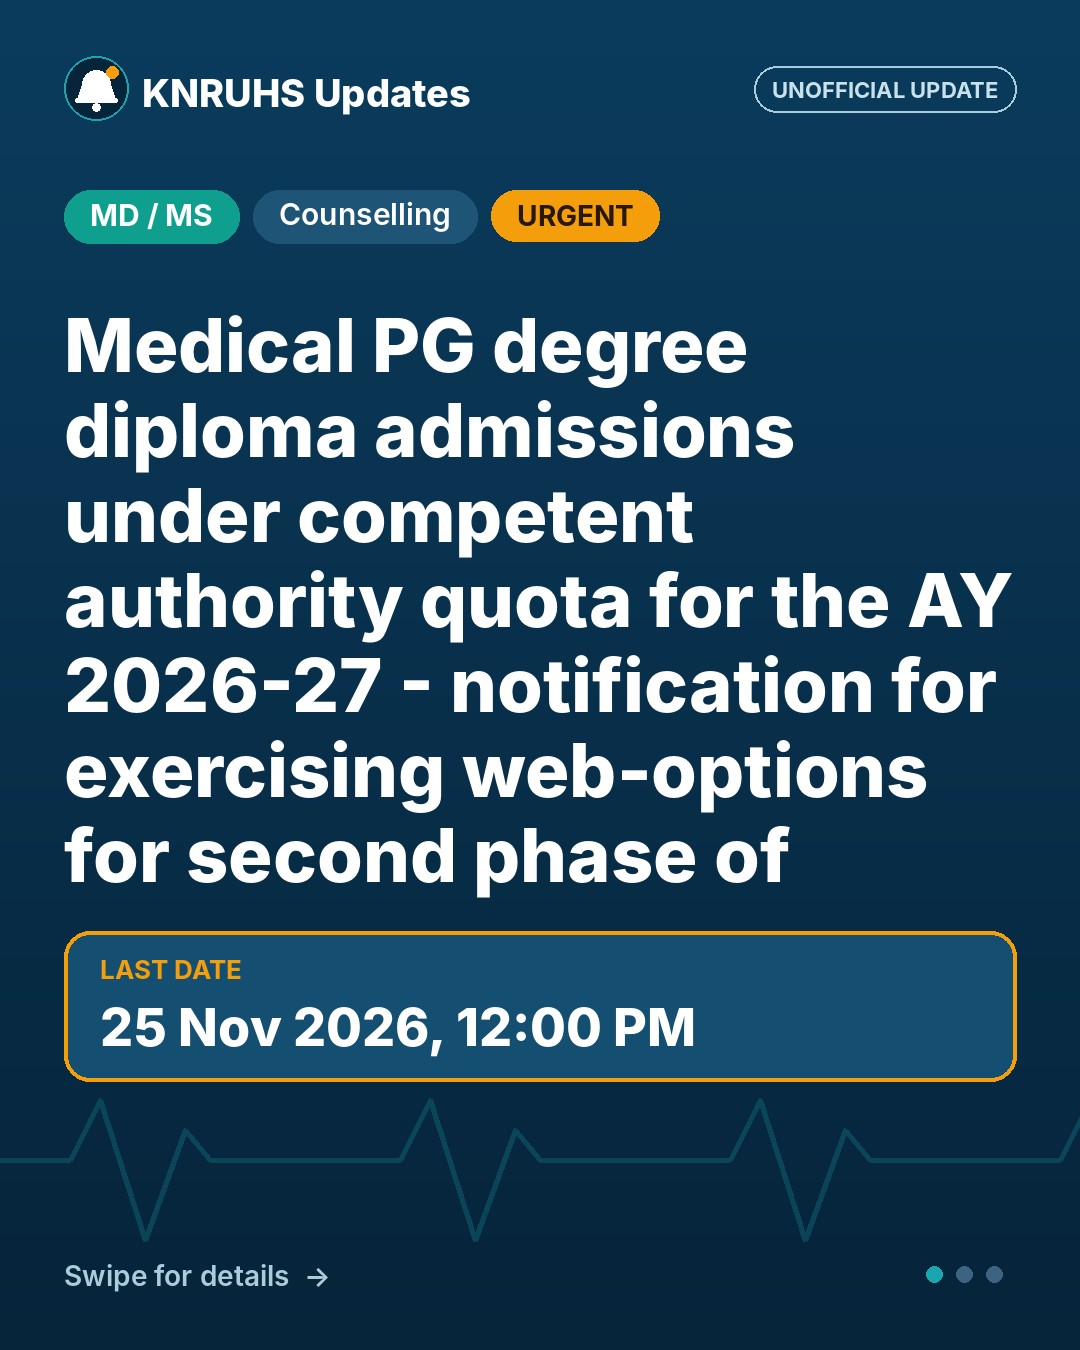 KNRUHS Updates
UNOFFICIAL UPDATE
MD / MS
Counselling
URGENT
Medical PG degree
diploma admissions
under competent
authority quota for the AY
2026-27 - notification for
exercising web-options
for second phase of
LAST DATE
25 Nov 2026, 12:00 PM
Swipe for details →